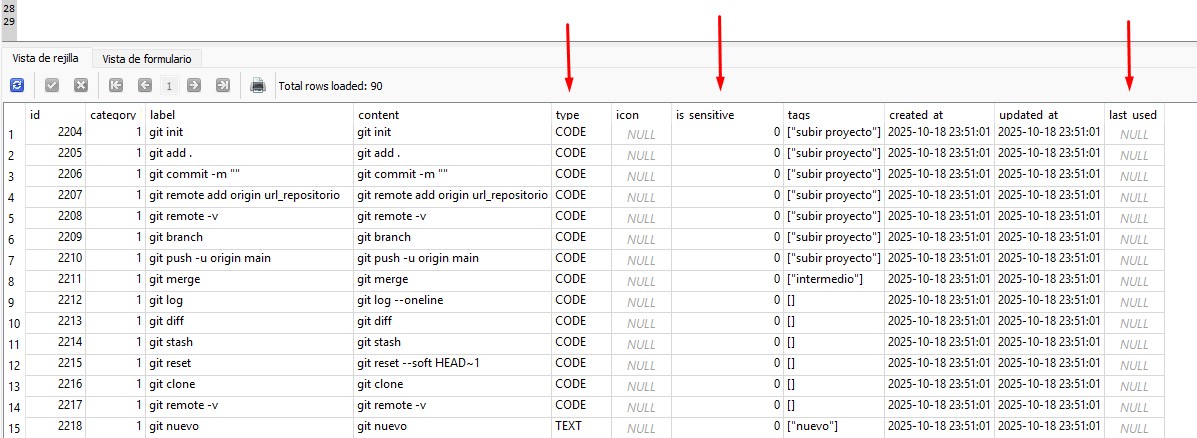 28
29
Vista de rejilla Vista de formulario
1 Total rows loaded: 90
id category label content type icon is sensitive tags created at updated at last used
1 2204 1 git init git init CODE NULL 0 ["subir proyecto"] 2025-10-18 23:51:01 2025-10-18 23:51:01 NULL
2 2205 1 git add . git add . CODE NULL 0 ["subir proyecto"] 2025-10-18 23:51:01 2025-10-18 23:51:01 NULL
3 2206 1 git commit -m "" git commit -m "" CODE NULL 0 ["subir proyecto"] 2025-10-18 23:51:01 2025-10-18 23:51:01 NULL
4 2207 1 git remote add origin url_repositorio git remote add origin url_repositorio CODE NULL 0 ["subir proyecto"] 2025-10-18 23:51:01 2025-10-18 23:51:01 NULL
5 2208 1 git remote -v git remote -v CODE NULL 0 ["subir proyecto"] 2025-10-18 23:51:01 2025-10-18 23:51:01 NULL
6 2209 1 git branch git branch CODE NULL 0 ["subir proyecto"] 2025-10-18 23:51:01 2025-10-18 23:51:01 NULL
7 2210 1 git push -u origin main git push -u origin main CODE NULL 0 ["subir proyecto"] 2025-10-18 23:51:01 2025-10-18 23:51:01 NULL
8 2211 1 git merge git merge CODE NULL 0 ["intermedio"] 2025-10-18 23:51:01 2025-10-18 23:51:01 NULL
9 2212 1 git log git log --oneline CODE NULL 0 [] 2025-10-18 23:51:01 2025-10-18 23:51:01 NULL
10 2213 1 git diff git diff CODE NULL 0 [] 2025-10-18 23:51:01 2025-10-18 23:51:01 NULL
11 2214 1 git stash git stash CODE NULL 0 [] 2025-10-18 23:51:01 2025-10-18 23:51:01 NULL
12 2215 1 git reset git reset --soft HEAD~1 CODE NULL 0 [] 2025-10-18 23:51:01 2025-10-18 23:51:01 NULL
13 2216 1 git clone git clone CODE NULL 0 [] 2025-10-18 23:51:01 2025-10-18 23:51:01 NULL
14 2217 1 git remote -v git remote -v CODE NULL 0 [] 2025-10-18 23:51:01 2025-10-18 23:51:01 NULL
15 2218 1 git nuevo git nuevo TEXT NULL 0 ["nuevo"] 2025-10-18 23:51:01 2025-10-18 23:51:01 NULL